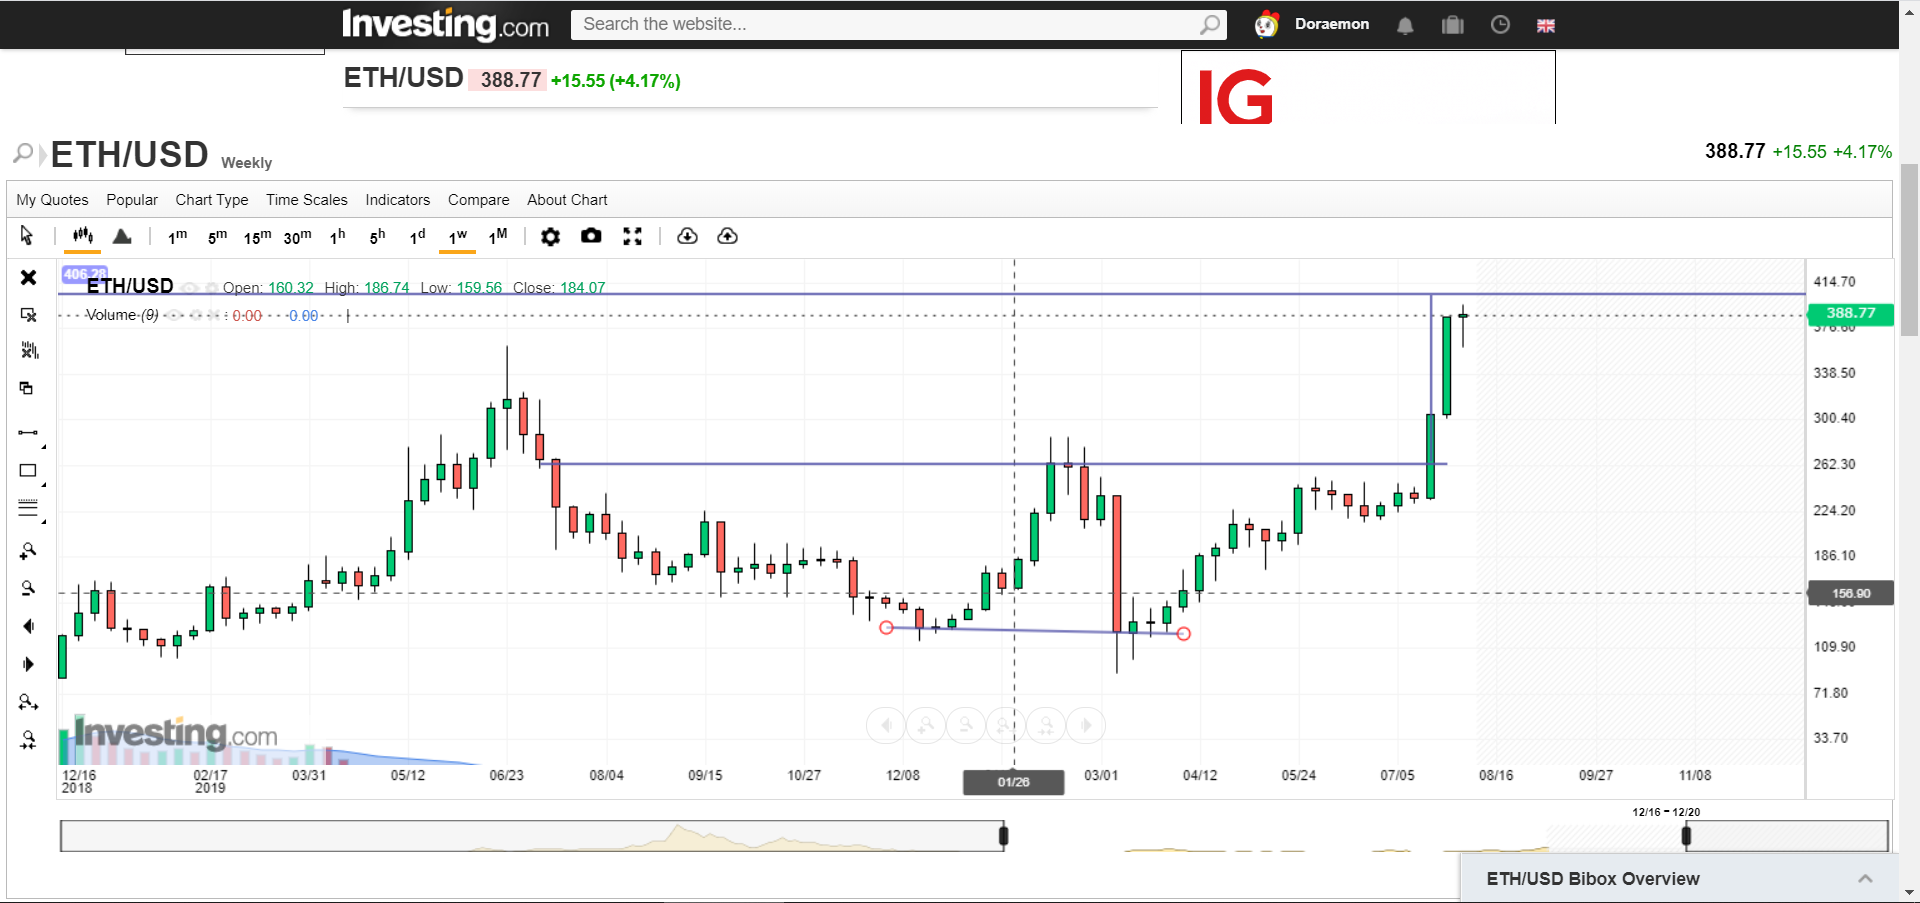 Investing.com
Search the website...
Doraemon
ETH/USD 388.77 +15.55 (+4.17%)
IG
ETH/USD Weekly
388.77 +15.55 +4.17%
My Quotes Popular Chart Type Time Scales Indicators Compare About Chart
1m 5m 15m 30m 1h 5h 1d 1w 1M
406.28
ETH/USD Open: 160.32 High: 186.74 Low: 159.56 Close: 184.07
Volume (9) : 0.00 0.00
414.70
388.77
376.60
338.50
300.40
262.30
224.20
186.10
156.90
109.90
71.80
33.70
Investing.com
12/16 02/17 03/31 05/12 06/23 08/04 09/15 10/27 12/08 01/26 03/01 04/12 05/24 07/05 08/16 09/27 11/08
2018 2019
12/16 - 12/20
ETH/USD Bibox Overview